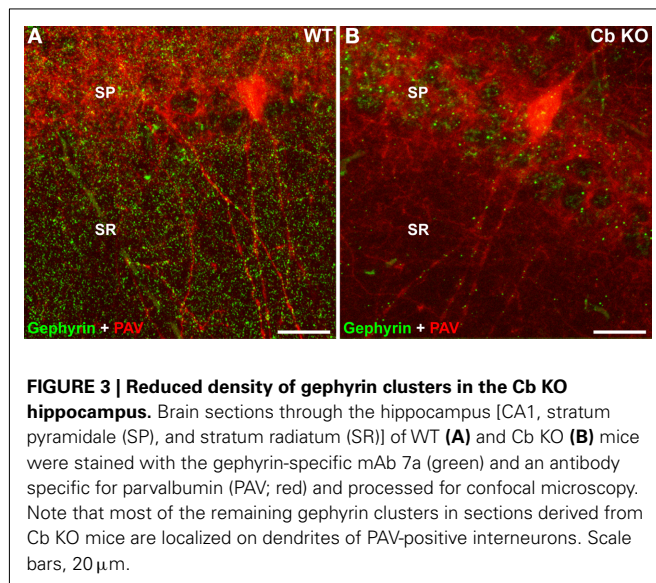 A
WT
SP
SR
Gephyrin + PAV
B
Cb KO
SP
SR
Gephyrin + PAV
FIGURE 3 | Reduced density of gephyrin clusters in the Cb KO
hippocampus. Brain sections through the hippocampus [CA1, stratum
pyramidale (SP), and stratum radiatum (SR)] of WT (A) and Cb KO (B) mice
were stained with the gephyrin-specific mAb 7a (green) and an antibody
specific for parvalbumin (PAV; red) and processed for confocal microscopy.
Note that most of the remaining gephyrin clusters in sections derived from
Cb KO mice are localized on dendrites of PAV-positive interneurons. Scale
bars, 20 μm.